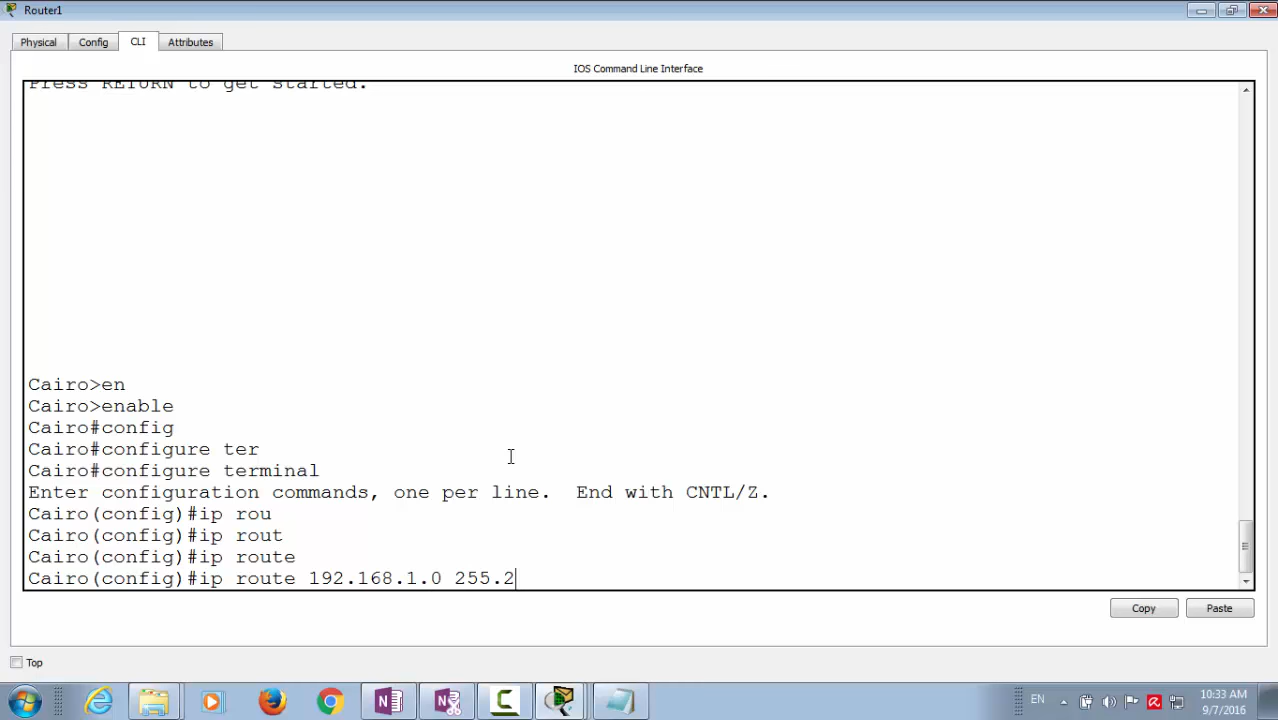 Router1
Physical Config CLI Attributes
IOS Command Line Interface
Press RETURN to get started.
Cairo>en
Cairo>enable
Cairo#config
Cairo#configure ter
Cairo#configure terminal
Enter configuration commands, one per line.  End with CNTL/Z.
Cairo(config)#ip rou
Cairo(config)#ip rout
Cairo(config)#ip route
Cairo(config)#ip route 192.168.1.0 255.2
Copy Paste
Top
EN
10:33 AM
9/7/2016